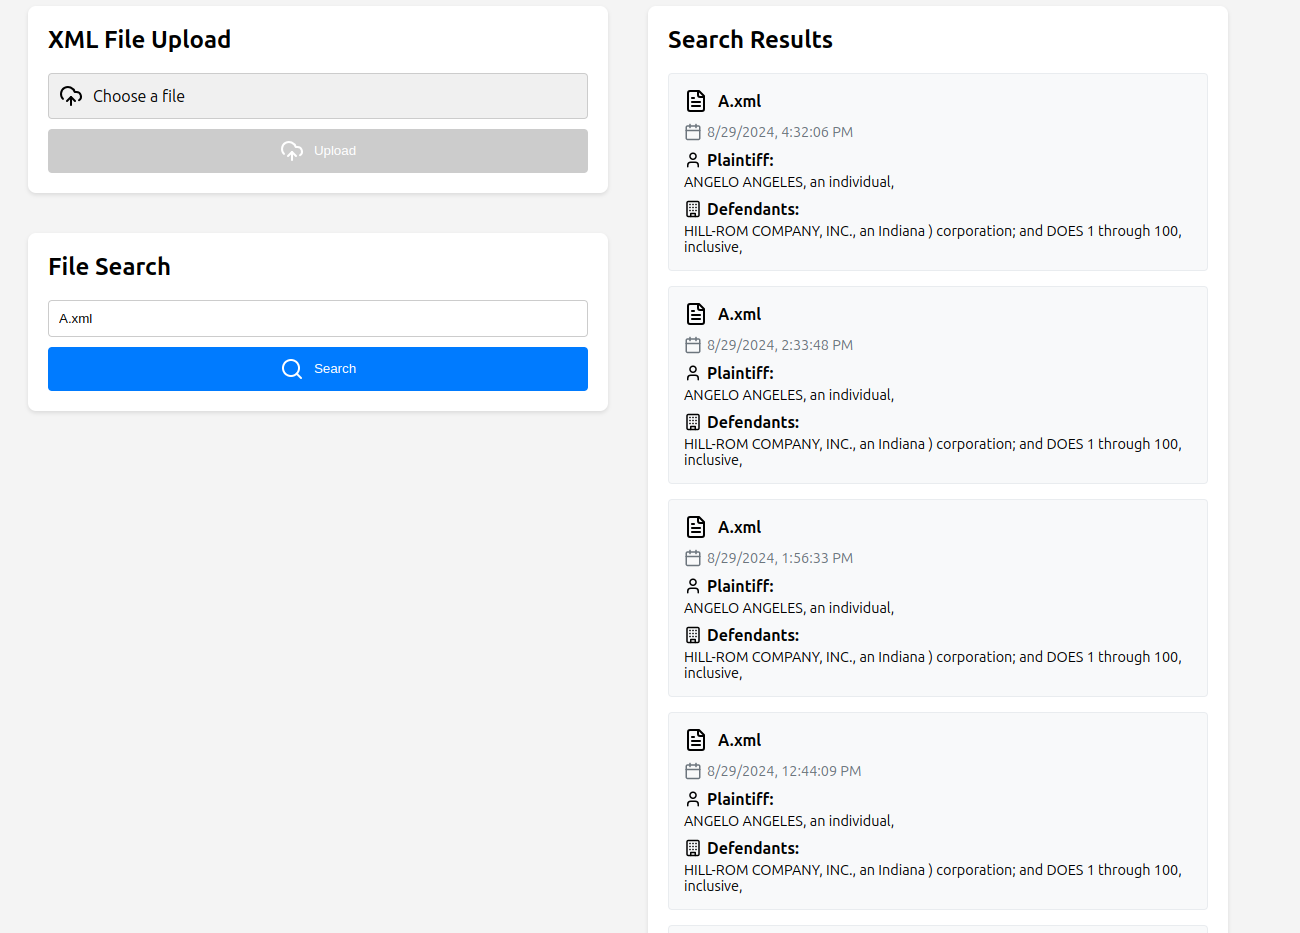 XML File Upload
Choose a file
Upload
File Search
A.xml
Search
Search Results
A.xml
8/29/2024, 4:32:06 PM
Plaintiff:
ANGELO ANGELES, an individual,
Defendants:
HILL-ROM COMPANY, INC., an Indiana ) corporation; and DOES 1 through 100,
inclusive,
A.xml
8/29/2024, 2:33:48 PM
Plaintiff:
ANGELO ANGELES, an individual,
Defendants:
HILL-ROM COMPANY, INC., an Indiana ) corporation; and DOES 1 through 100,
inclusive,
A.xml
8/29/2024, 1:56:33 PM
Plaintiff:
ANGELO ANGELES, an individual,
Defendants:
HILL-ROM COMPANY, INC., an Indiana ) corporation; and DOES 1 through 100,
inclusive,
A.xml
8/29/2024, 12:44:09 PM
Plaintiff:
ANGELO ANGELES, an individual,
Defendants:
HILL-ROM COMPANY, INC., an Indiana ) corporation; and DOES 1 through 100,
inclusive,